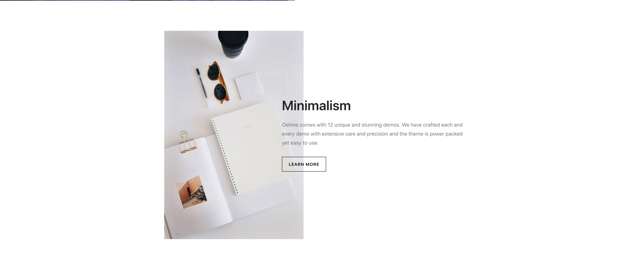 Minimalism
Oshine comes with 12 unique and stunning demos. We have crafted each and
every demo with extensive care and precision and the theme is power packed
yet easy to use.
LEARN MORE